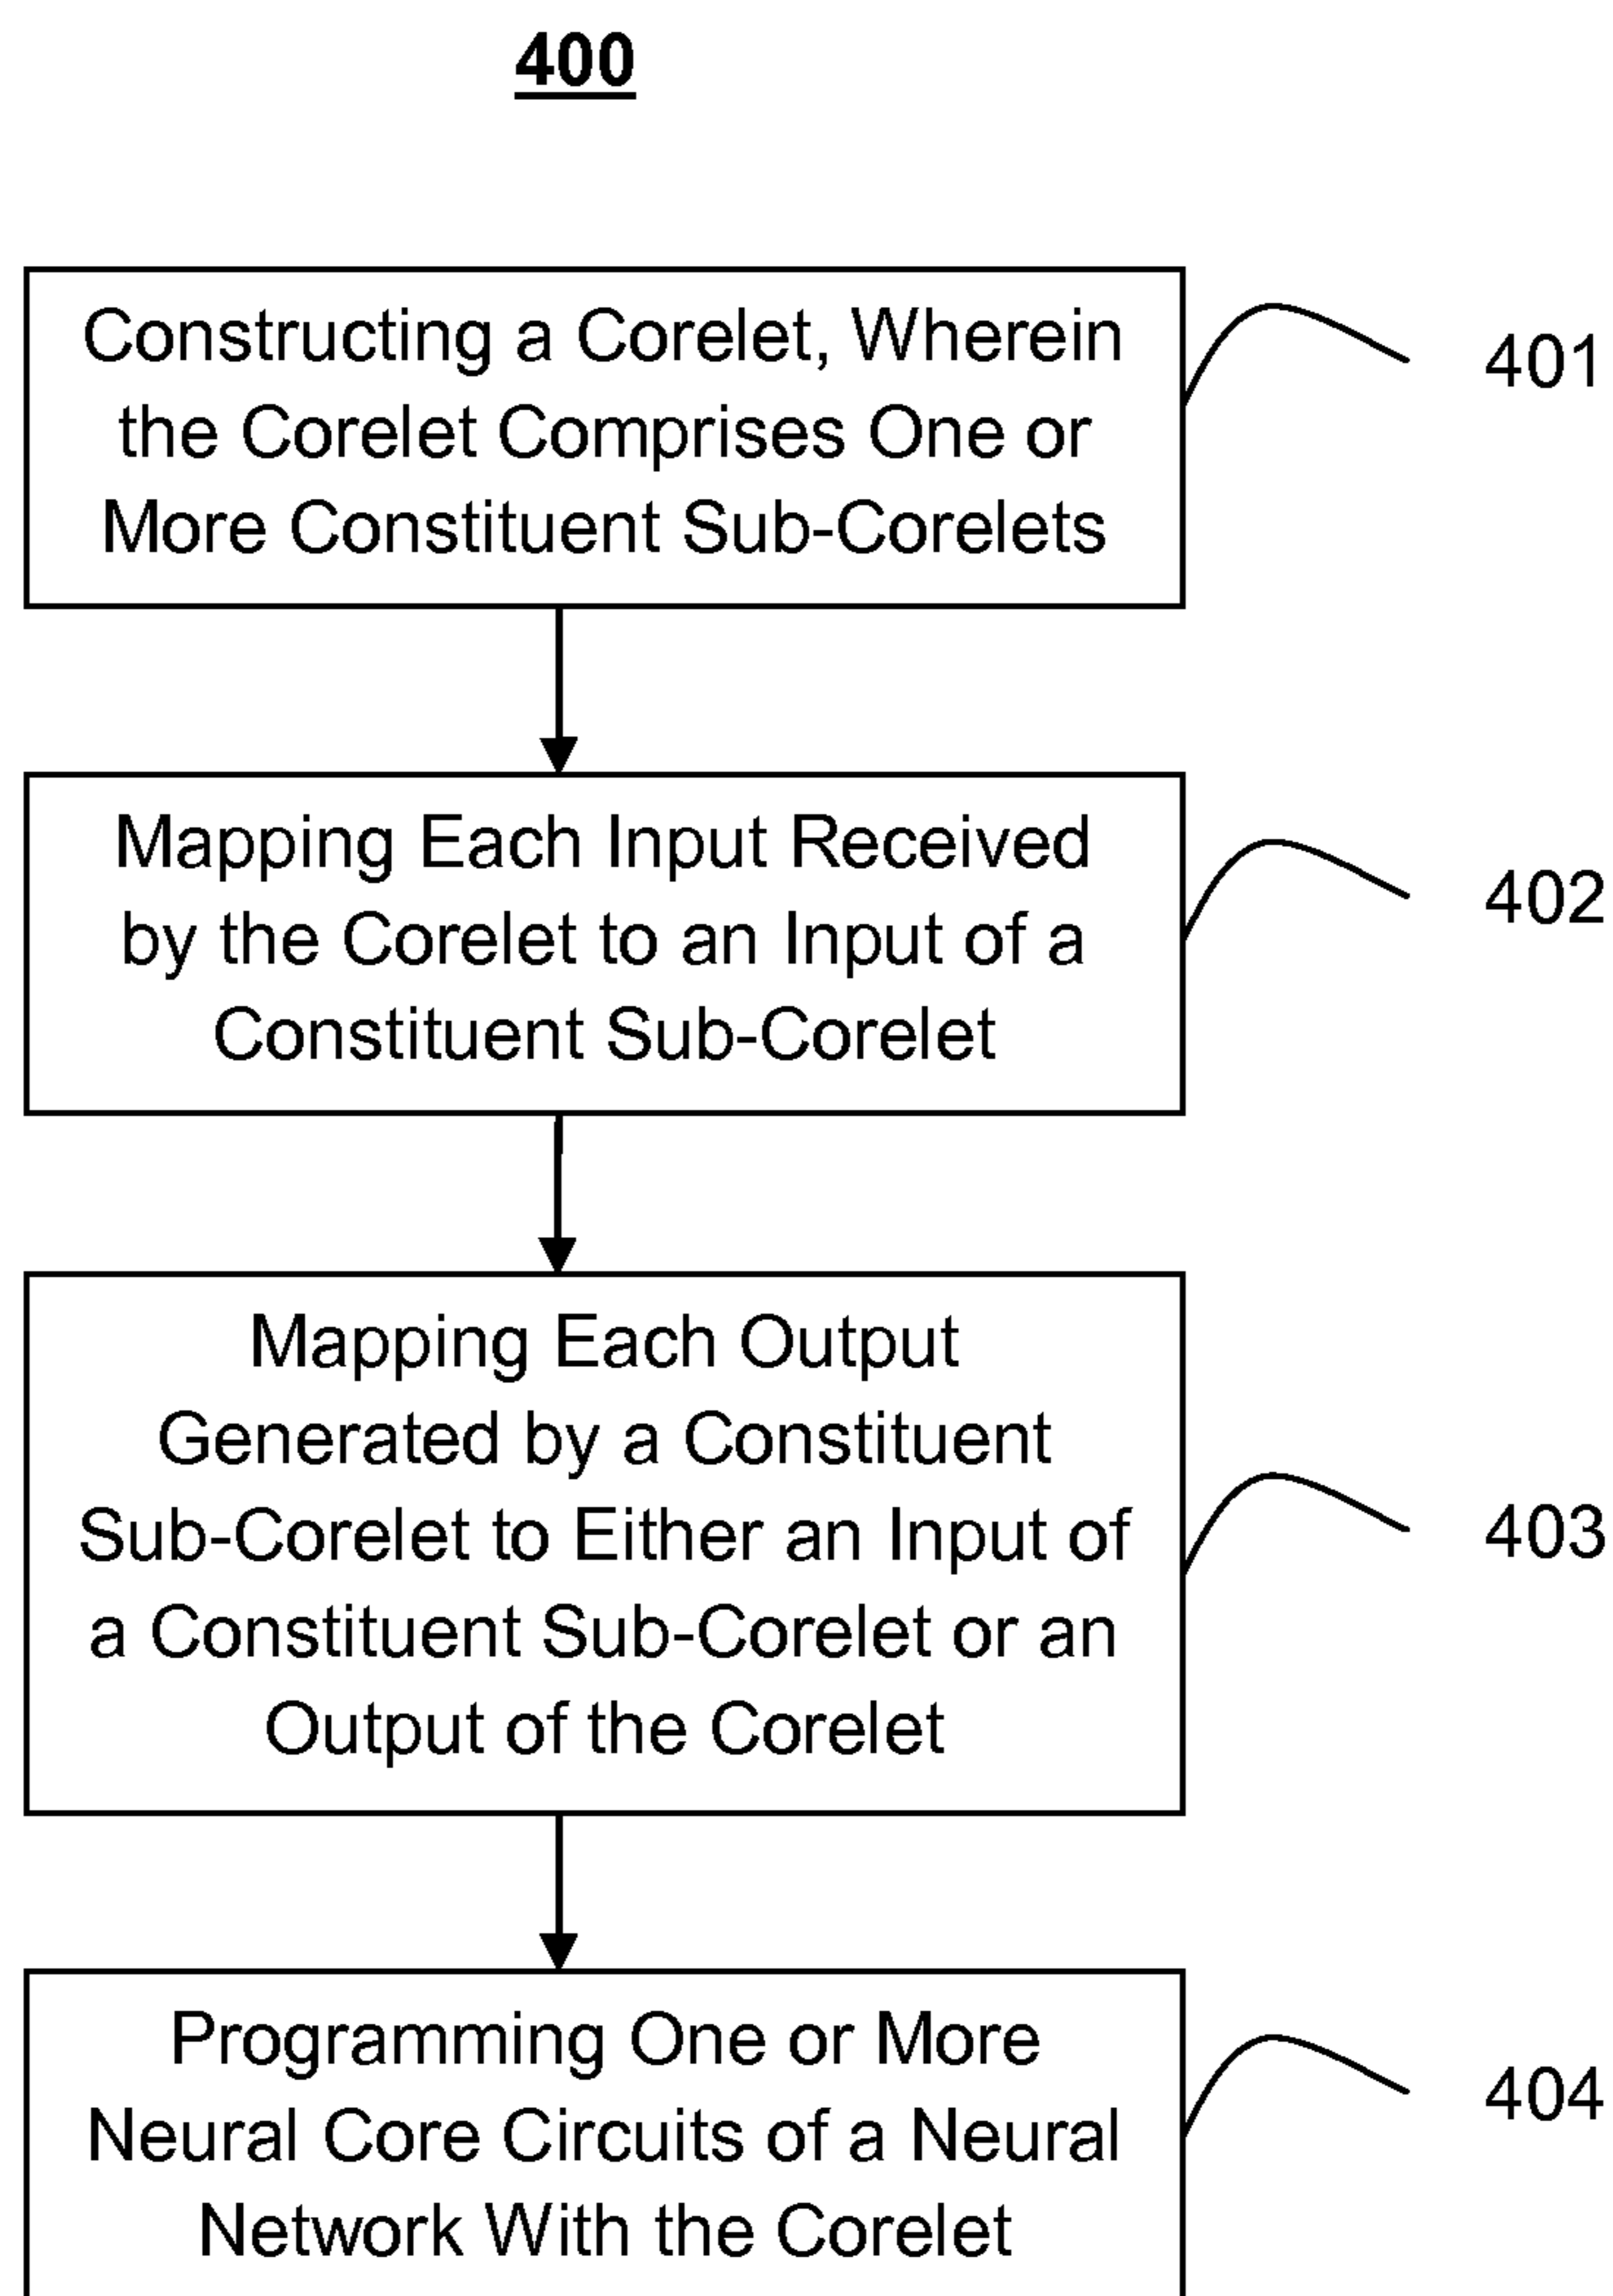 400
Constructing a Corelet, Wherein
the Corelet Comprises One or
More Constituent Sub-Corelets
401
Mapping Each Input Received
by the Corelet to an Input of a
Constituent Sub-Corelet
402
Mapping Each Output
Generated by a Constituent
Sub-Corelet to Either an Input of
a Constituent Sub-Corelet or an
Output of the Corelet
403
Programming One or More
Neural Core Circuits of a Neural
Network With the Corelet
404